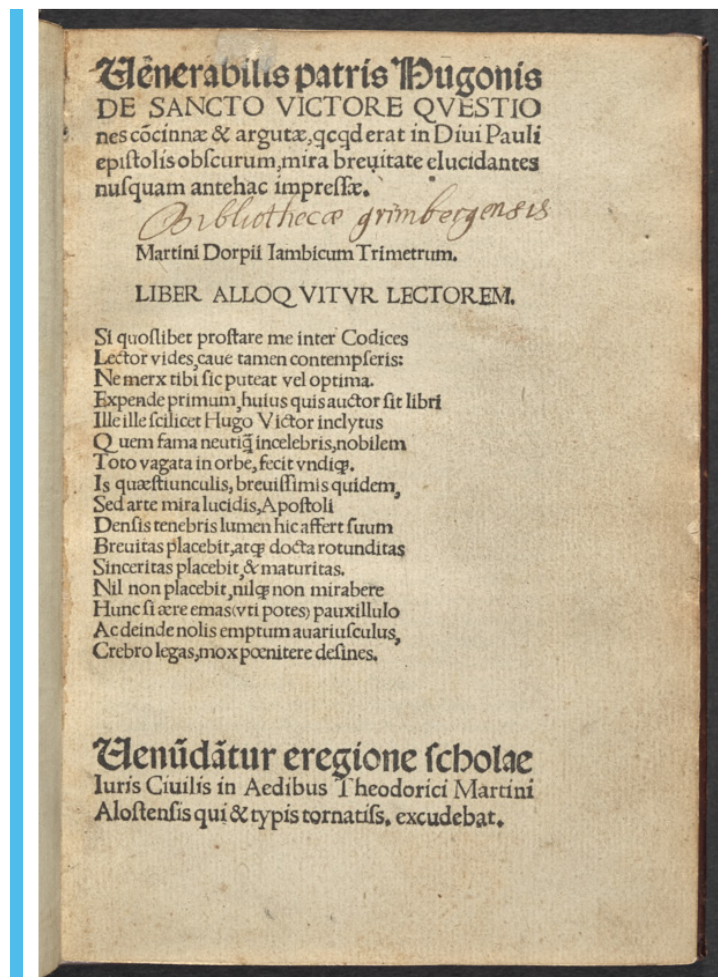 Venerabilis patris Hugonis
DE SANCTO VICTORE QVESTIO
nes cõcinnæ & argutæ, qcqd erat in Diui Pauli
epiſtolis obſcurum, mira breuitate elucidantes
nuſquam antehac impreſſæ.
Bibliothecæ grimbergensis
Martini Dorpii Iambicum Trimetrum.
LIBER ALLOQVITVR LECTOREM.
Si quoſlibet proſtare me inter Codices
Lector vides, caue tamen contempſeris:
Ne merx tibi ſic puteat vel optima.
Expende primum, huius quis auctor ſit libri
Ille ille ſcilicet Hugo Victor inclytus
Quem fama neutiq̃ incelebris, nobilem
Toto vagata in orbe, fecit vndiqꝫ.
Is quæſtiunculis, breuiſſimis quidem,
Sed arte mira lucidis, Apoſtoli
Denſis tenebris lumen hic affert ſuum
Breuitas placebit, atqꝫ docta rotunditas
Sinceritas placebit, & maturitas.
Nil non placebit, nilqꝫ non mirabere
Hunc ſi ære emas (vti potes) pauxillulo
Ac deinde nolis emptum auariuſculus,
Crebro legas, mox pœnitere deſines.
Venũdãtur eregione ſcholae
Iuris Ciuilis in Aedibus Theodorici Martini
Aloſtenſis qui & typis tornatiſſ. excudebat.